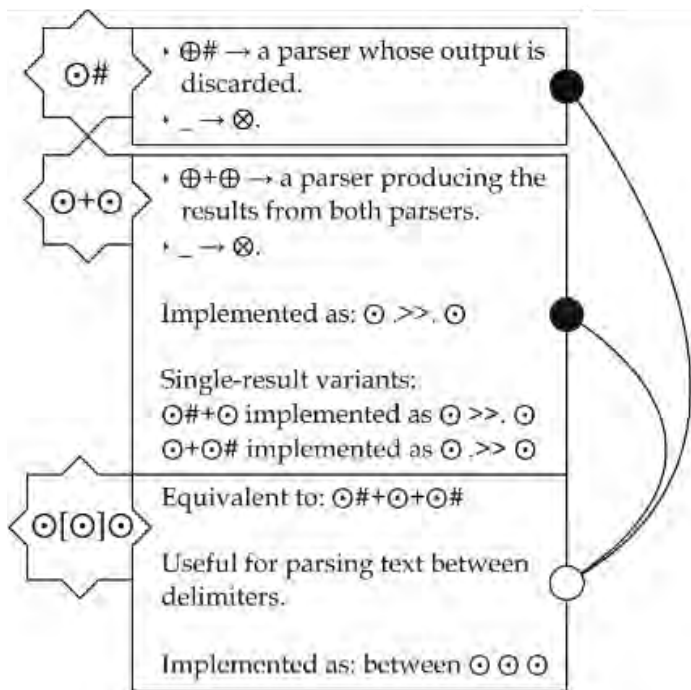 ⊙#
‣ ⊕# → a parser whose output is
discarded.
‣ _ → ⊗.
⊙+⊙
‣ ⊕+⊕ → a parser producing the
results from both parsers.
‣ _ → ⊗.
Implemented as: ⊙ .>>. ⊙
Single-result variants:
⊙#+⊙ implemented as ⊙ >>. ⊙
⊙+⊙# implemented as ⊙ .>> ⊙
⊙[⊙]⊙
Equivalent to: ⊙#+⊙+⊙#
Useful for parsing text between
delimiters.
Implemented as: between ⊙ ⊙ ⊙